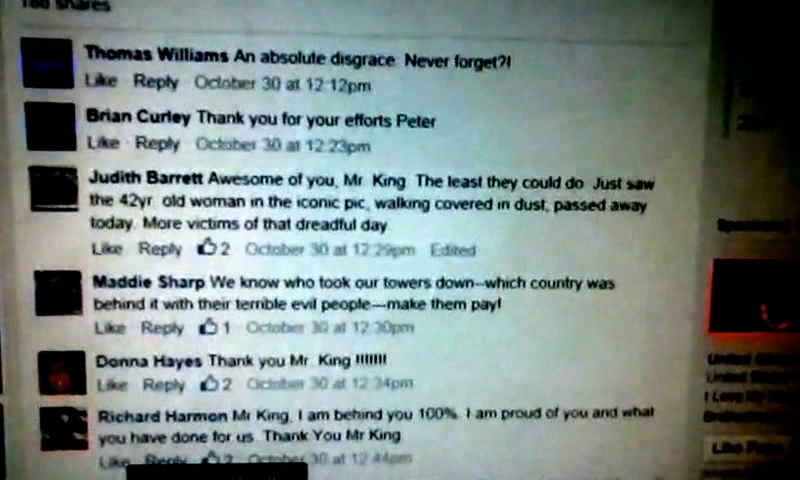 shares
Thomas Williams An absolute disgrace. Never forget?!
Like Reply October 30 at 12:12pm
Brian Curley Thank you for your efforts Peter
Like · Reply October 30 at 12:23pm
Judith Barrett Awesome of you, Mr. King. The least they could do. Just saw
the 42yr. old woman in the iconic pic, walking covered in dust, passed away
today. More victims of that dreadful day.
Like Reply 2 October 30 at 12:29pm Edited
Maddie Sharp We know who took our towers down--which country was
behind it with their terrible evil people---make them pay!
Like Reply 1 October 30 at 12:30pm
Donna Hayes Thank you Mr. King !!!!!!!
Like Reply 2 October 30 at 12:34pm
Richard Harmon Mr King, I am behind you 100%. I am proud of you and what
you have done for us. Thank You Mr King.
Like Reply 2 October 30 at 12:44pm
Like Page